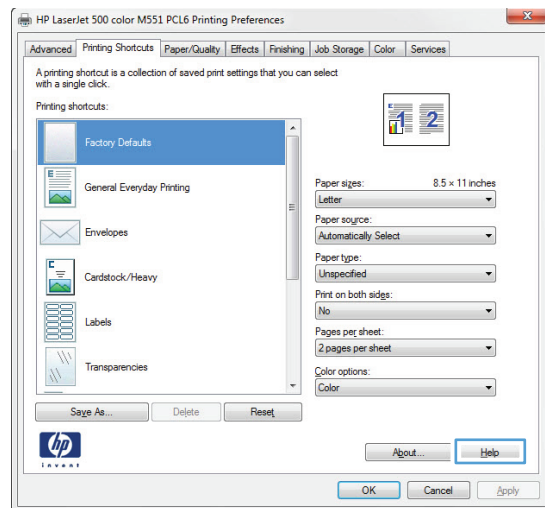 HP LaserJet 500 color M551 PCL6 Printing Preferences
Advanced Printing Shortcuts Paper/Quality Effects Finishing Job Storage Color Services
A printing shortcut is a collection of saved print settings that you can select
with a single click.
Printing shortcuts:
Factory Defaults
General Everyday Printing
Envelopes
Cardstock/Heavy
Labels
Transparencies
Save As... Delete Reset
1 2
Paper sizes: 8.5 × 11 inches
Letter
Paper source:
Automatically Select
Paper type:
Unspecified
Print on both sides:
No
Pages per sheet:
2 pages per sheet
Color options:
Color
hp
invent
About... Help
OK Cancel Apply